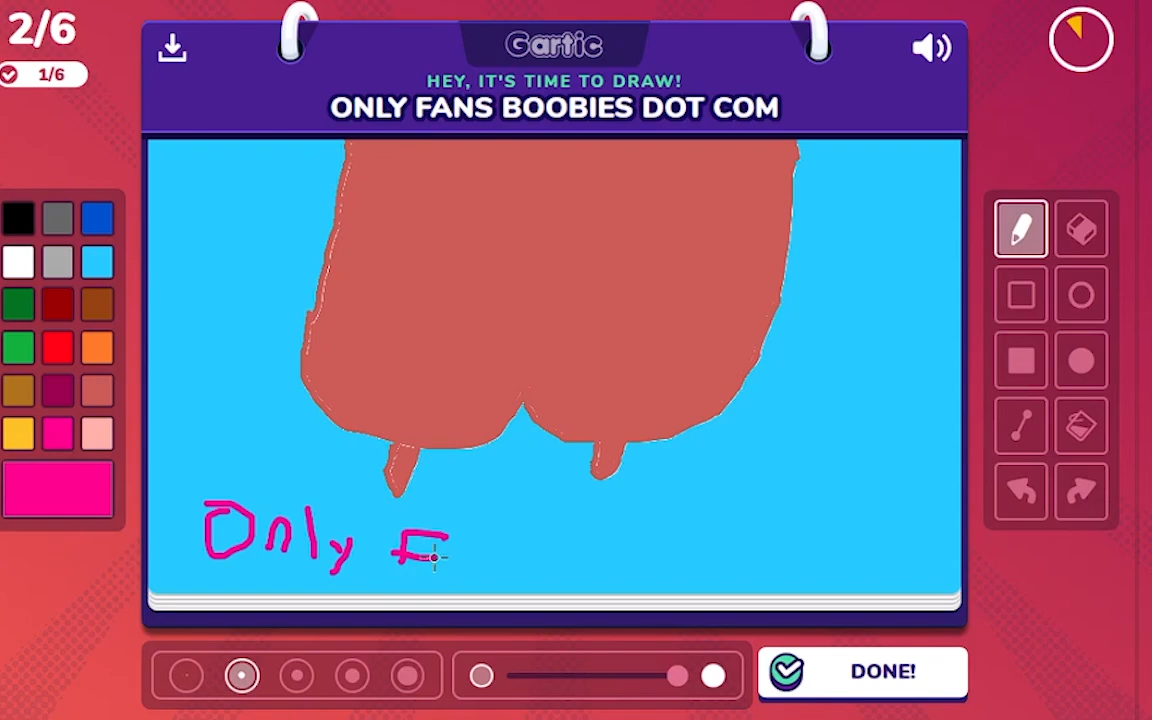 2/6
1/6
Gartic
HEY, IT'S TIME TO DRAW!
ONLY FANS BOOBIES DOT COM
Only F
DONE!